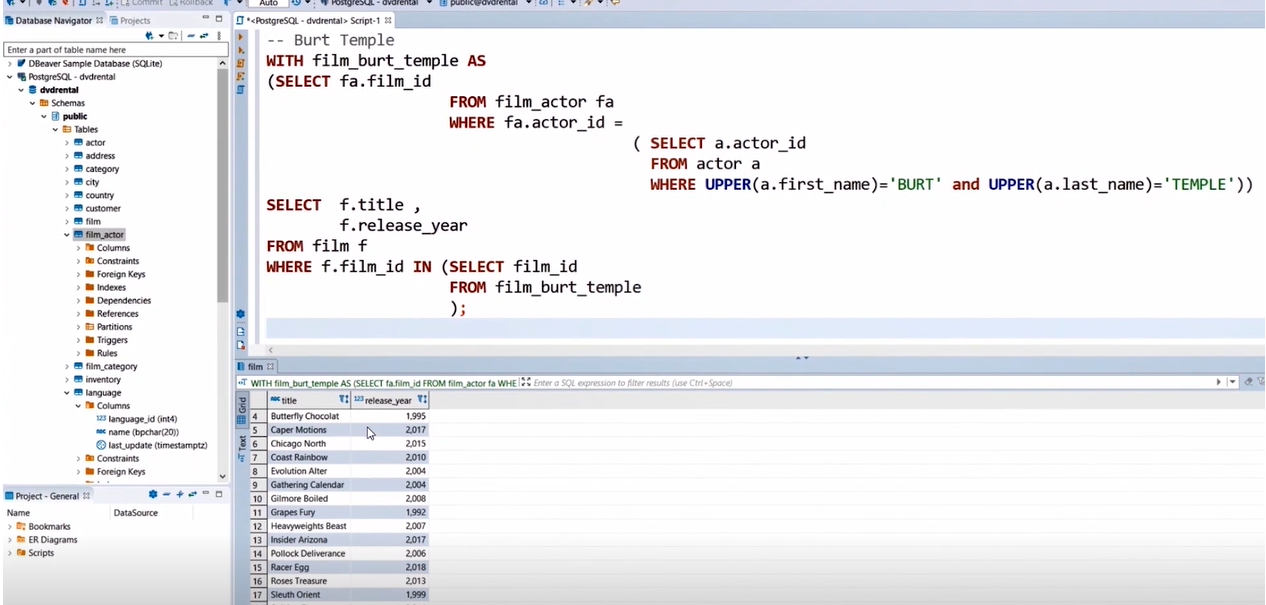 Commit
Rollback
Auto
PostgreSQL - dvdrental
public@dvdrental
Database Navigator
Projects
Enter a part of table name here
DBeaver Sample Database (SQLite)
PostgreSQL - dvdrental
dvdrental
Schemas
public
Tables
actor
address
category
city
country
customer
film
film_actor
Columns
Constraints
Foreign Keys
Indexes
Dependencies
References
Partitions
Triggers
Rules
film_category
inventory
language
Columns
123 language_id (int4)
ABC name (bpchar(20))
last_update (timestamptz)
Constraints
Foreign Keys
Project - General
Name DataSource
Bookmarks
ER Diagrams
Scripts
*<PostgreSQL - dvdrental> Script-1
-- Burt Temple
WITH film_burt_temple AS
(SELECT fa.film_id
FROM film_actor fa
WHERE fa.actor_id =
( SELECT a.actor_id
FROM actor a
WHERE UPPER(a.first_name)='BURT' and UPPER(a.last_name)='TEMPLE'))
SELECT f.title ,
f.release_year
FROM film f
WHERE f.film_id IN (SELECT film_id
FROM film_burt_temple
);
film
WITH film_burt_temple AS (SELECT fa.film_id FROM film_actor fa WHE
Enter a SQL expression to filter results (use Ctrl+Space)
Grid
Text
ABC title 123 release_year
4 Butterfly Chocolat 1,995
5 Caper Motions 2,017
6 Chicago North 2,015
7 Coast Rainbow 2,010
8 Evolution Alter 2,004
9 Gathering Calendar 2,004
10 Gilmore Boiled 2,008
11 Grapes Fury 1,992
12 Heavyweights Beast 2,007
13 Insider Arizona 2,017
14 Pollock Deliverance 2,006
15 Racer Egg 2,018
16 Roses Treasure 2,013
17 Sleuth Orient 1,999